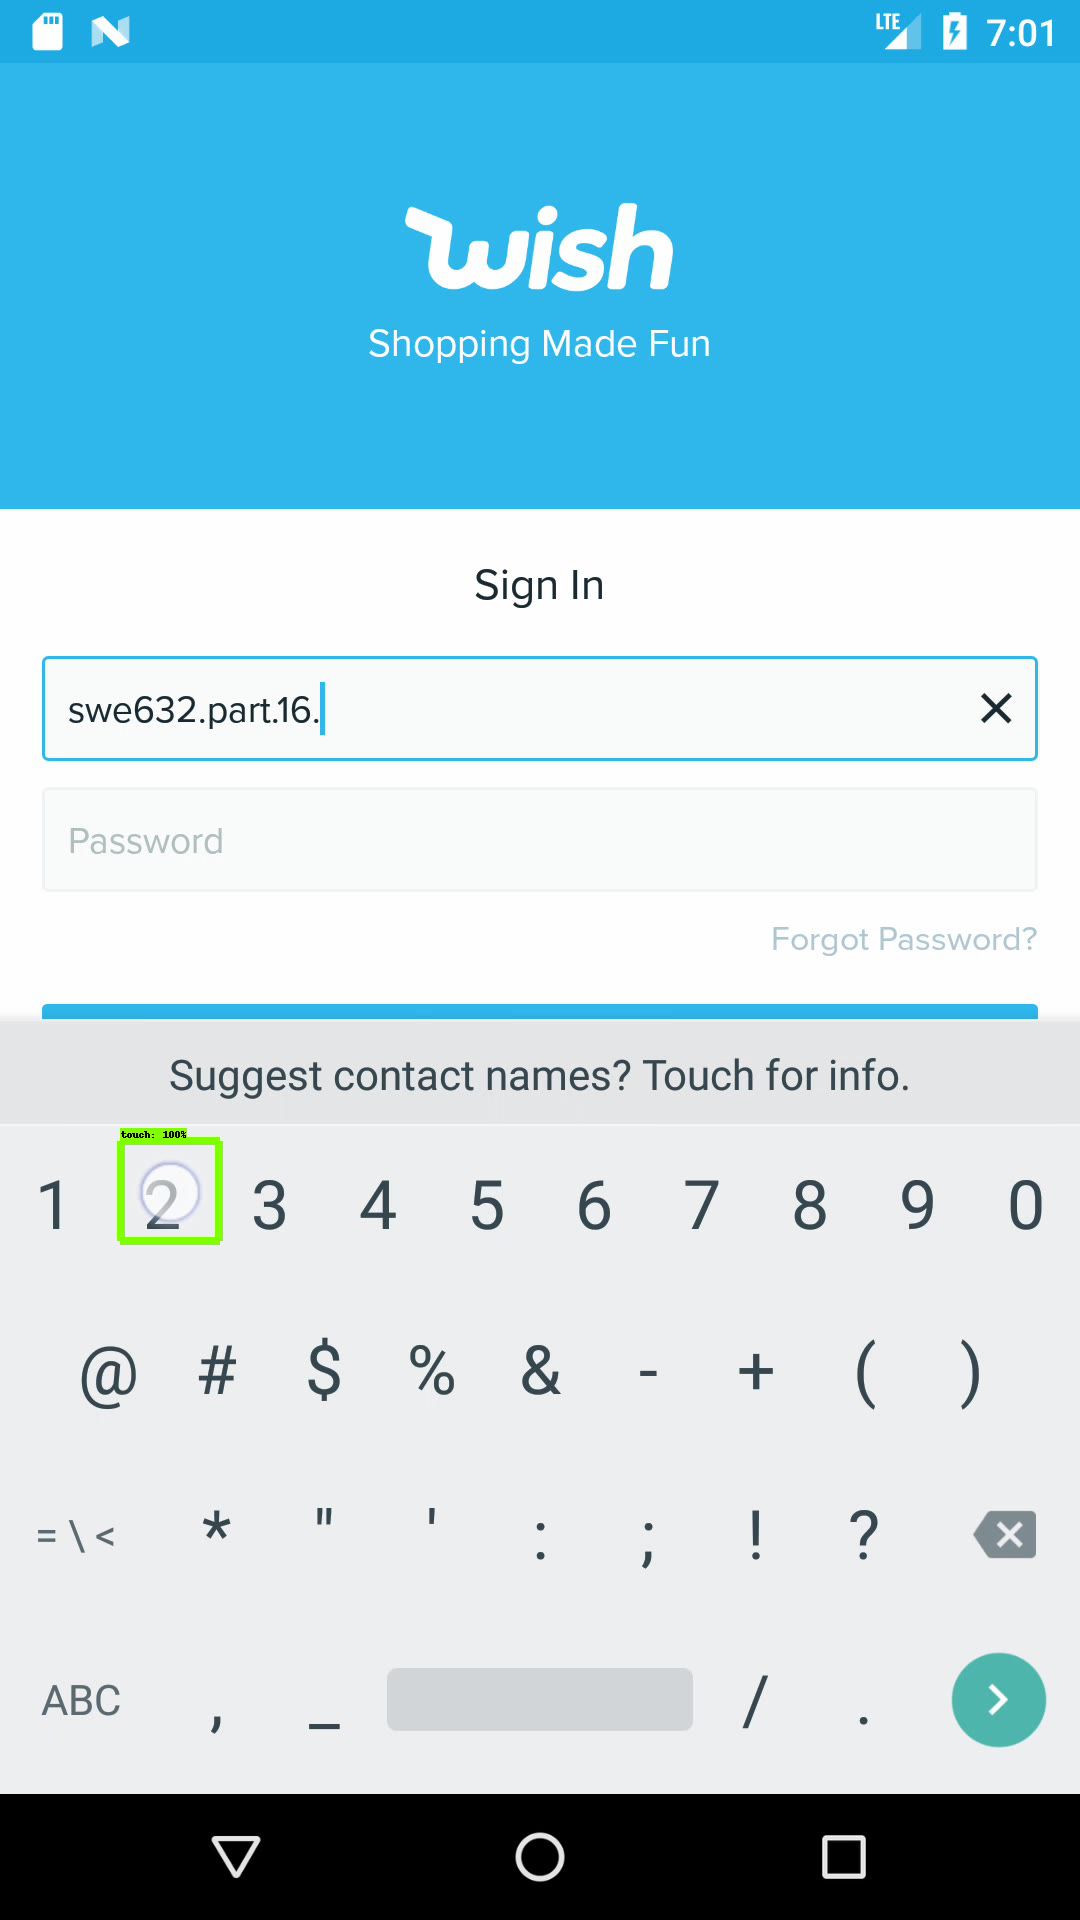 LTE 7:01
wish
Shopping Made Fun
Sign In
swe632.part.16.
Password
Forgot Password?
Suggest contact names? Touch for info.
touch: 100%
1 2 3 4 5 6 7 8 9 0
@ # $ % & - + ( )
= \ < * " ' : ; ! ?
ABC , _ / .